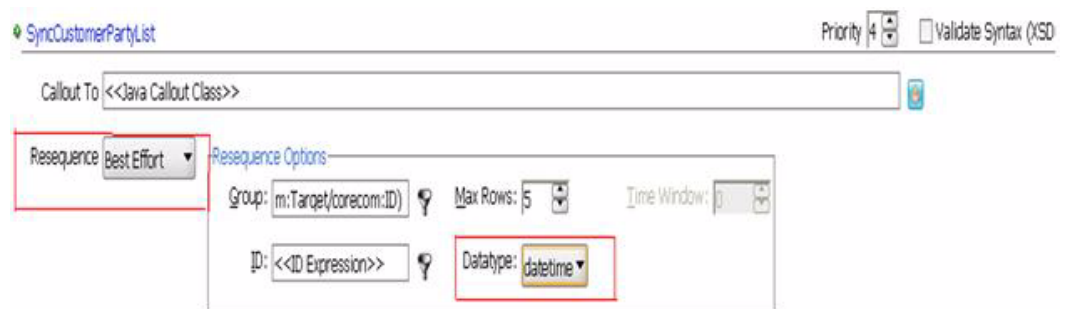 SyncCustomerPartyList Priority 4 Validate Syntax (XSD
Callout To <<Java Callout Class>>
Resequence Best Effort Resequence Options
Group: m:Target/corecom:ID) Max Rows: 5 Time Window: 0
ID: <<ID Expression>> Datatype: datetime